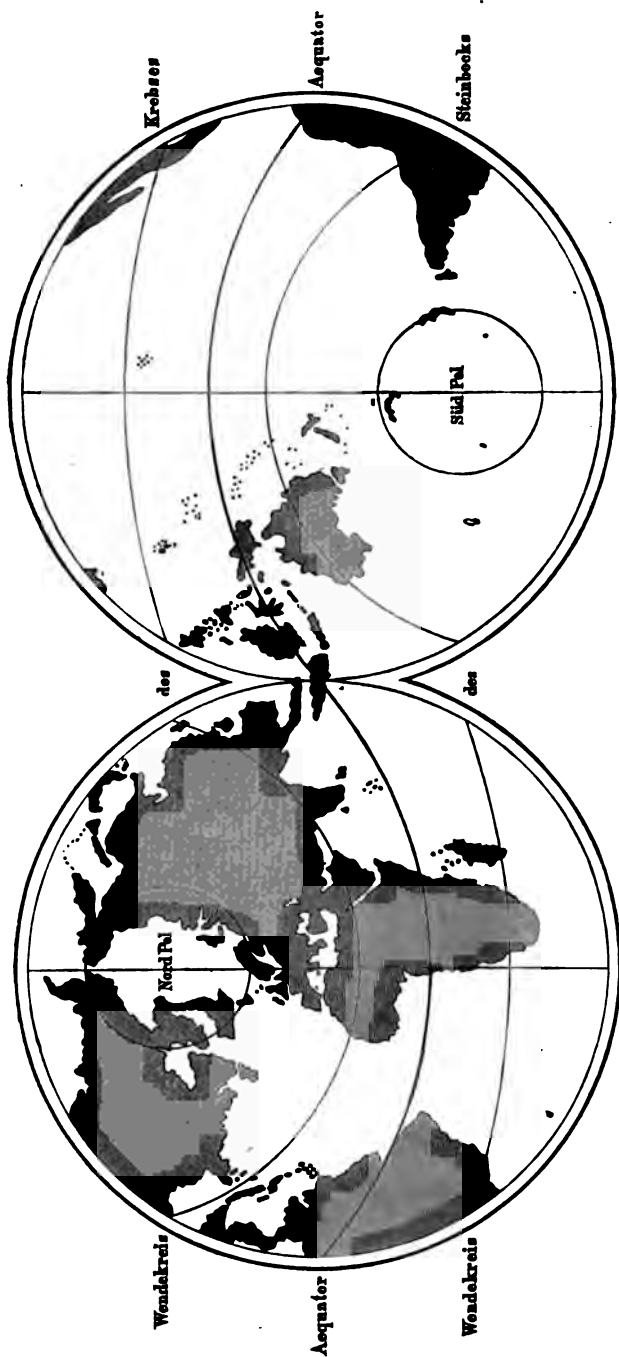 Wendekreis des Krebses
Nord Pol
Aequator Aequator
Süd Pol
Wendekreis des Steinbocks